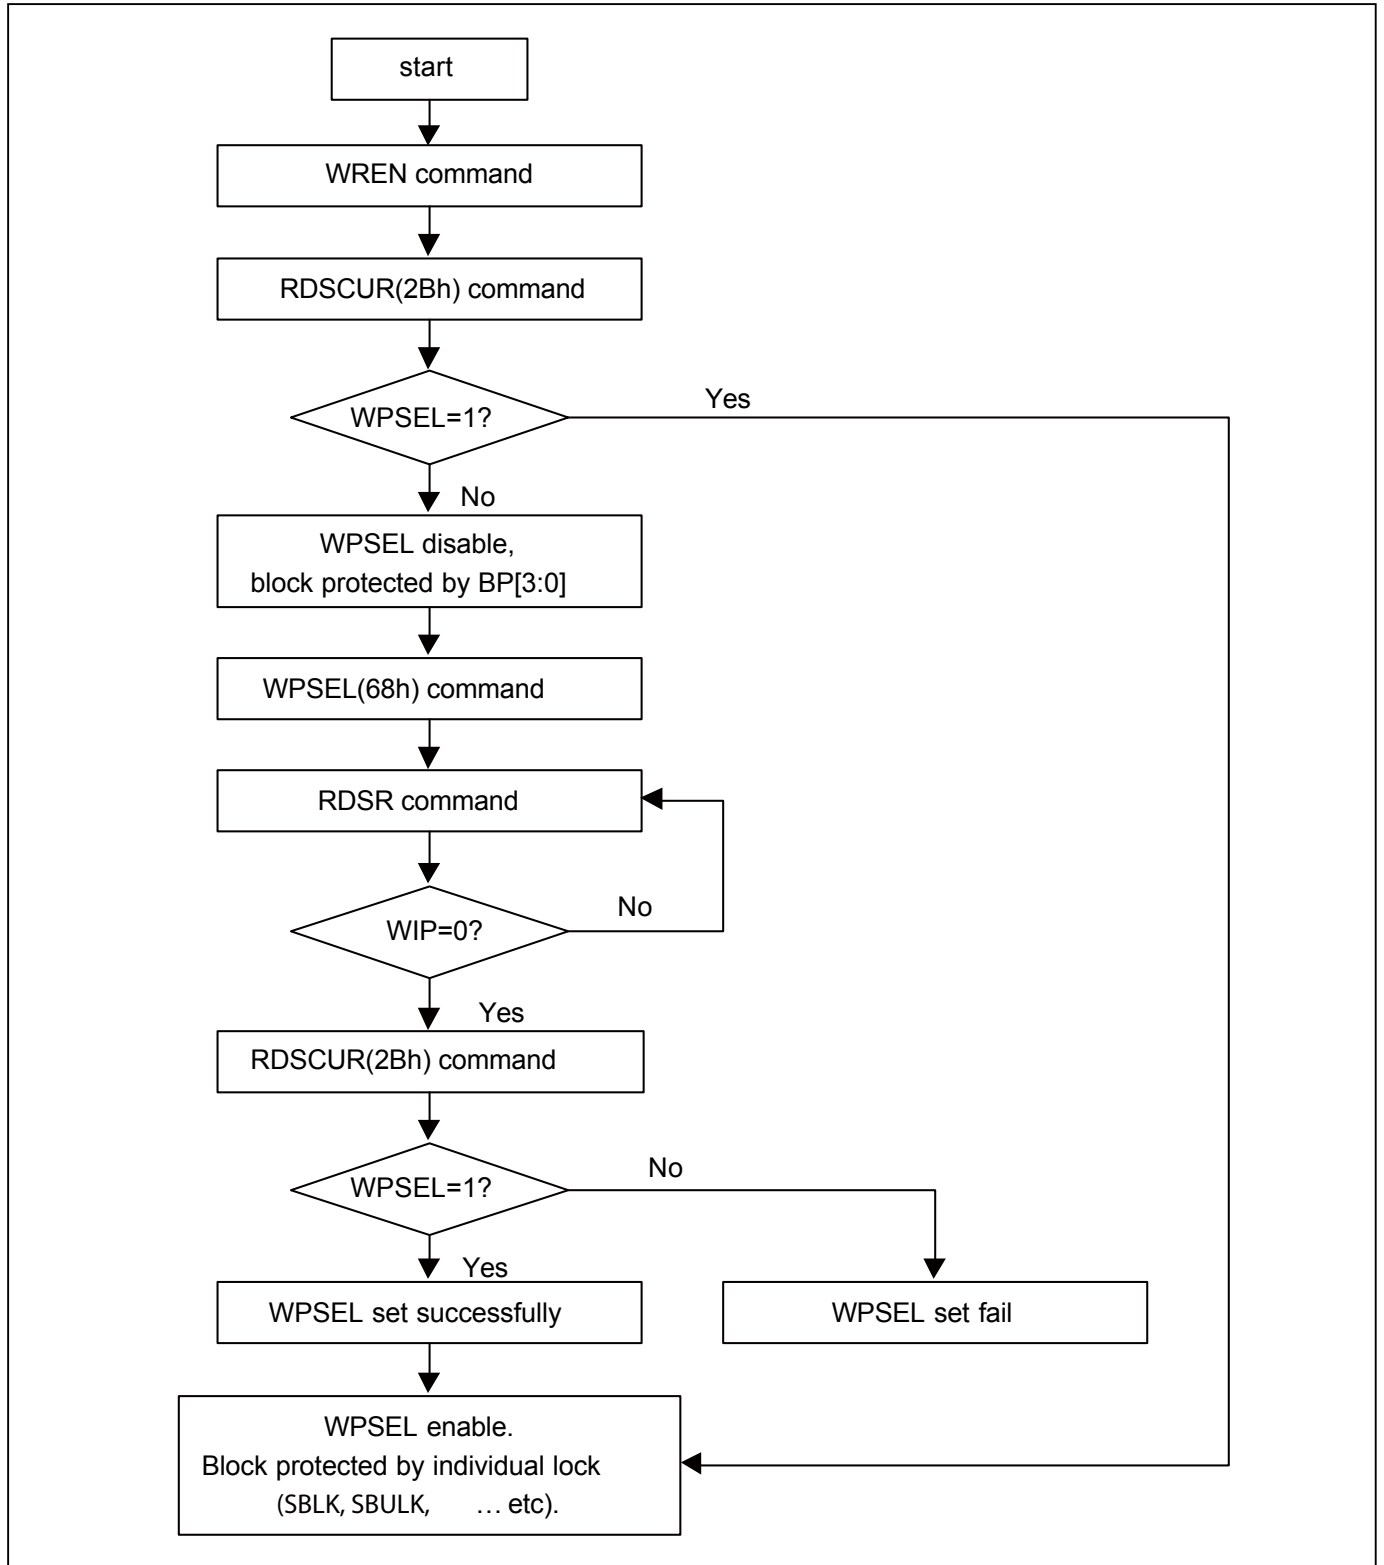 start
WREN command
RDSCUR(2Bh) command
WPSEL=1?
Yes
No
WPSEL disable,
block protected by BP[3:0]
WPSEL(68h) command
RDSR command
WIP=0?
No
Yes
RDSCUR(2Bh) command
WPSEL=1?
No
Yes
WPSEL set successfully
WPSEL set fail
WPSEL enable.
Block protected by individual lock
(SBLK, SBULK, … etc).